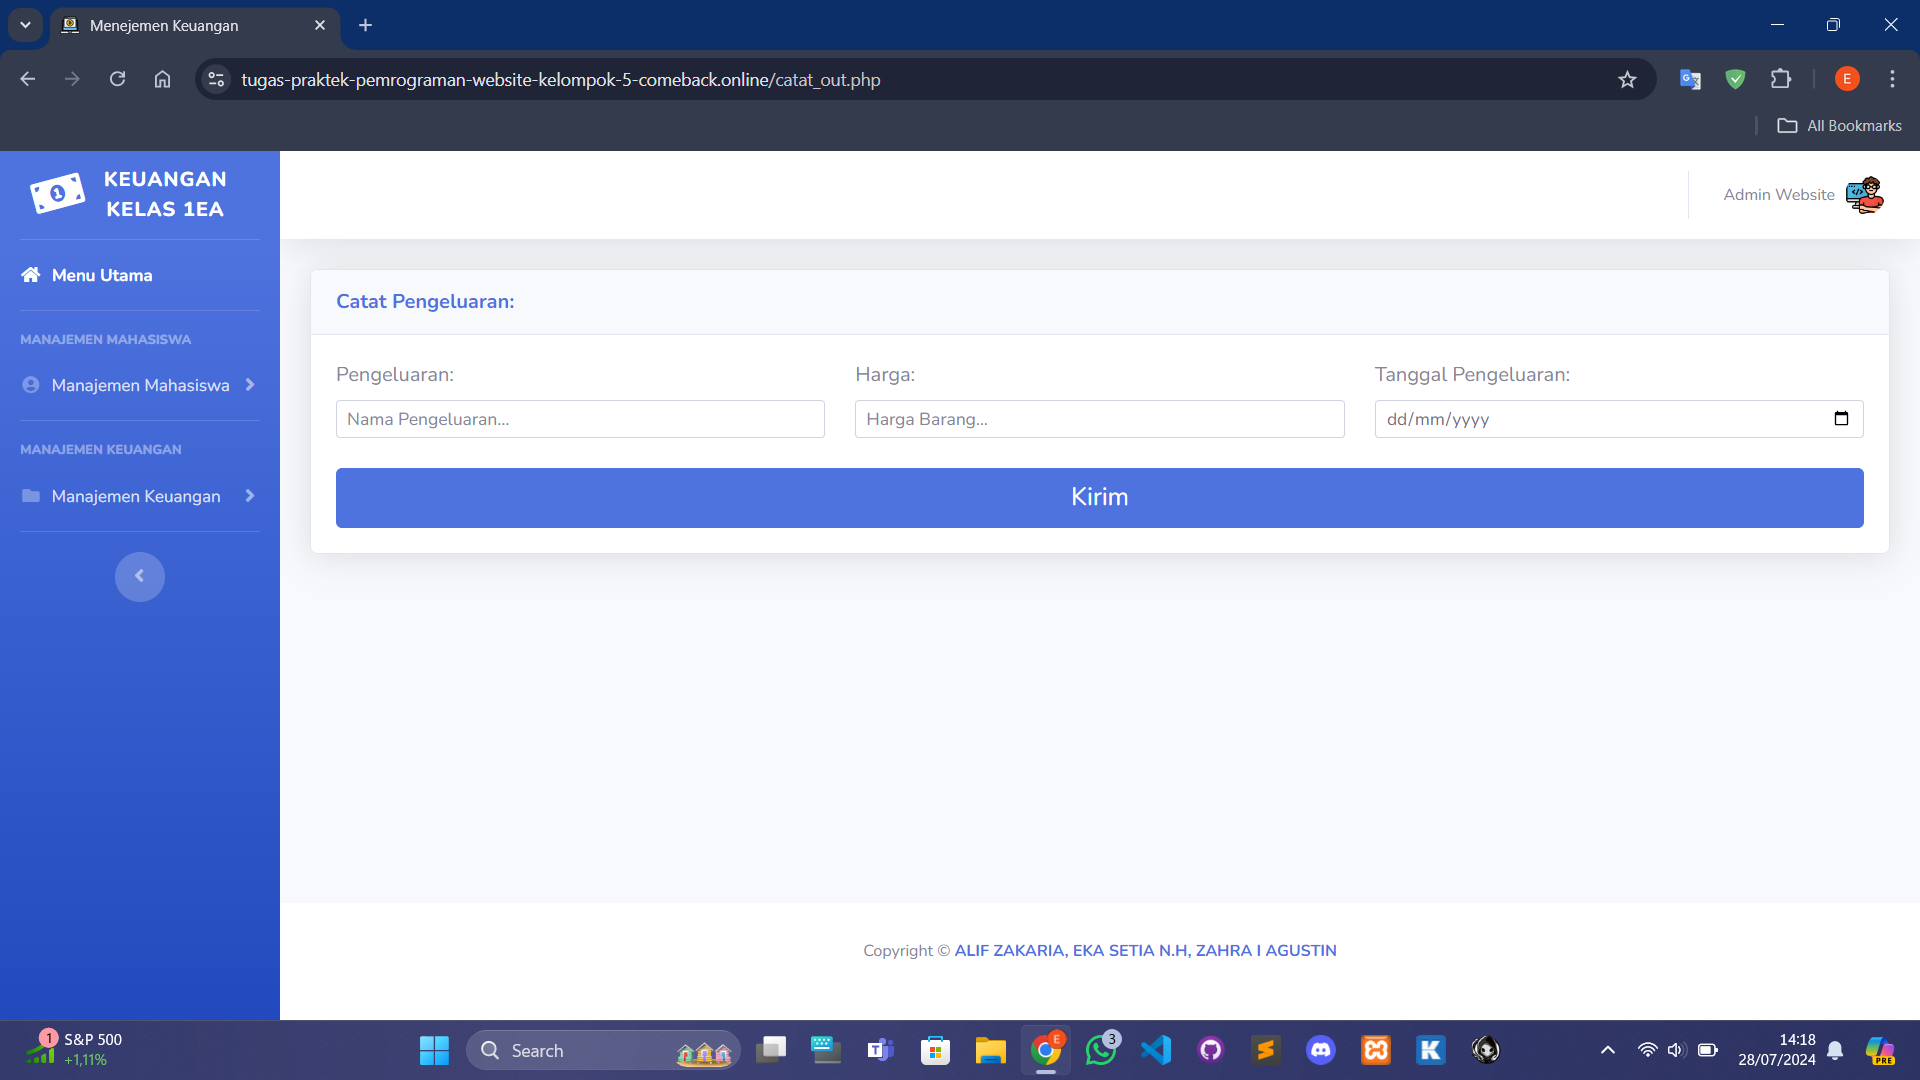 Menejemen Keuangan
tugas-praktek-pemrograman-website-kelompok-5-comeback.online/catat_out.php
E
All Bookmarks
KEUANGAN
KELAS 1EA
Admin Website
Menu Utama
MANAJEMEN MAHASISWA
Manajemen Mahasiswa
MANAJEMEN KEUANGAN
Manajemen Keuangan
Catat Pengeluaran:
Pengeluaran:
Harga:
Tanggal Pengeluaran:
Nama Pengeluaran...
Harga Barang...
dd/mm/yyyy
Kirim
Copyright © ALIF ZAKARIA, EKA SETIA N.H, ZAHRA I AGUSTIN
1
S&P 500
+1,11%
Search
E
3
14:18
28/07/2024
PRE